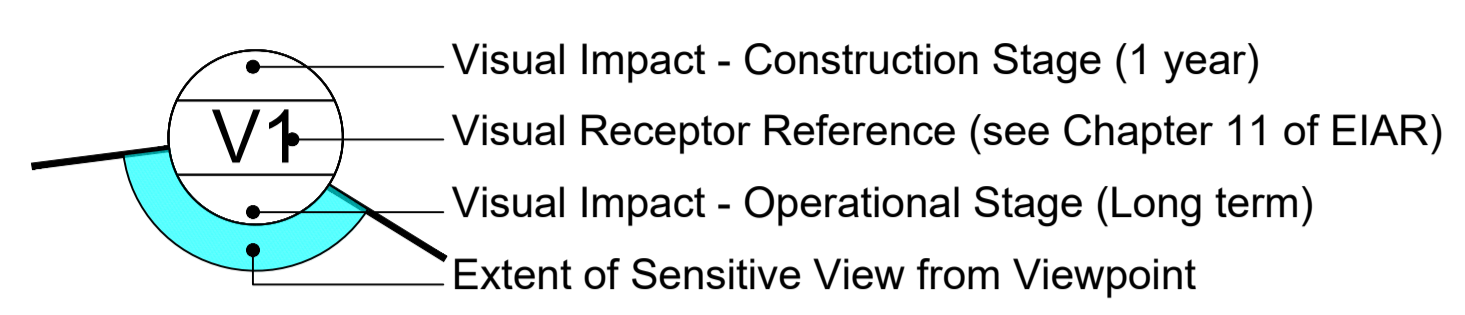 Visual Impact - Construction Stage (1 year)
V1 Visual Receptor Reference (see Chapter 11 of EIAR)
Visual Impact - Operational Stage (Long term)
Extent of Sensitive View from Viewpoint